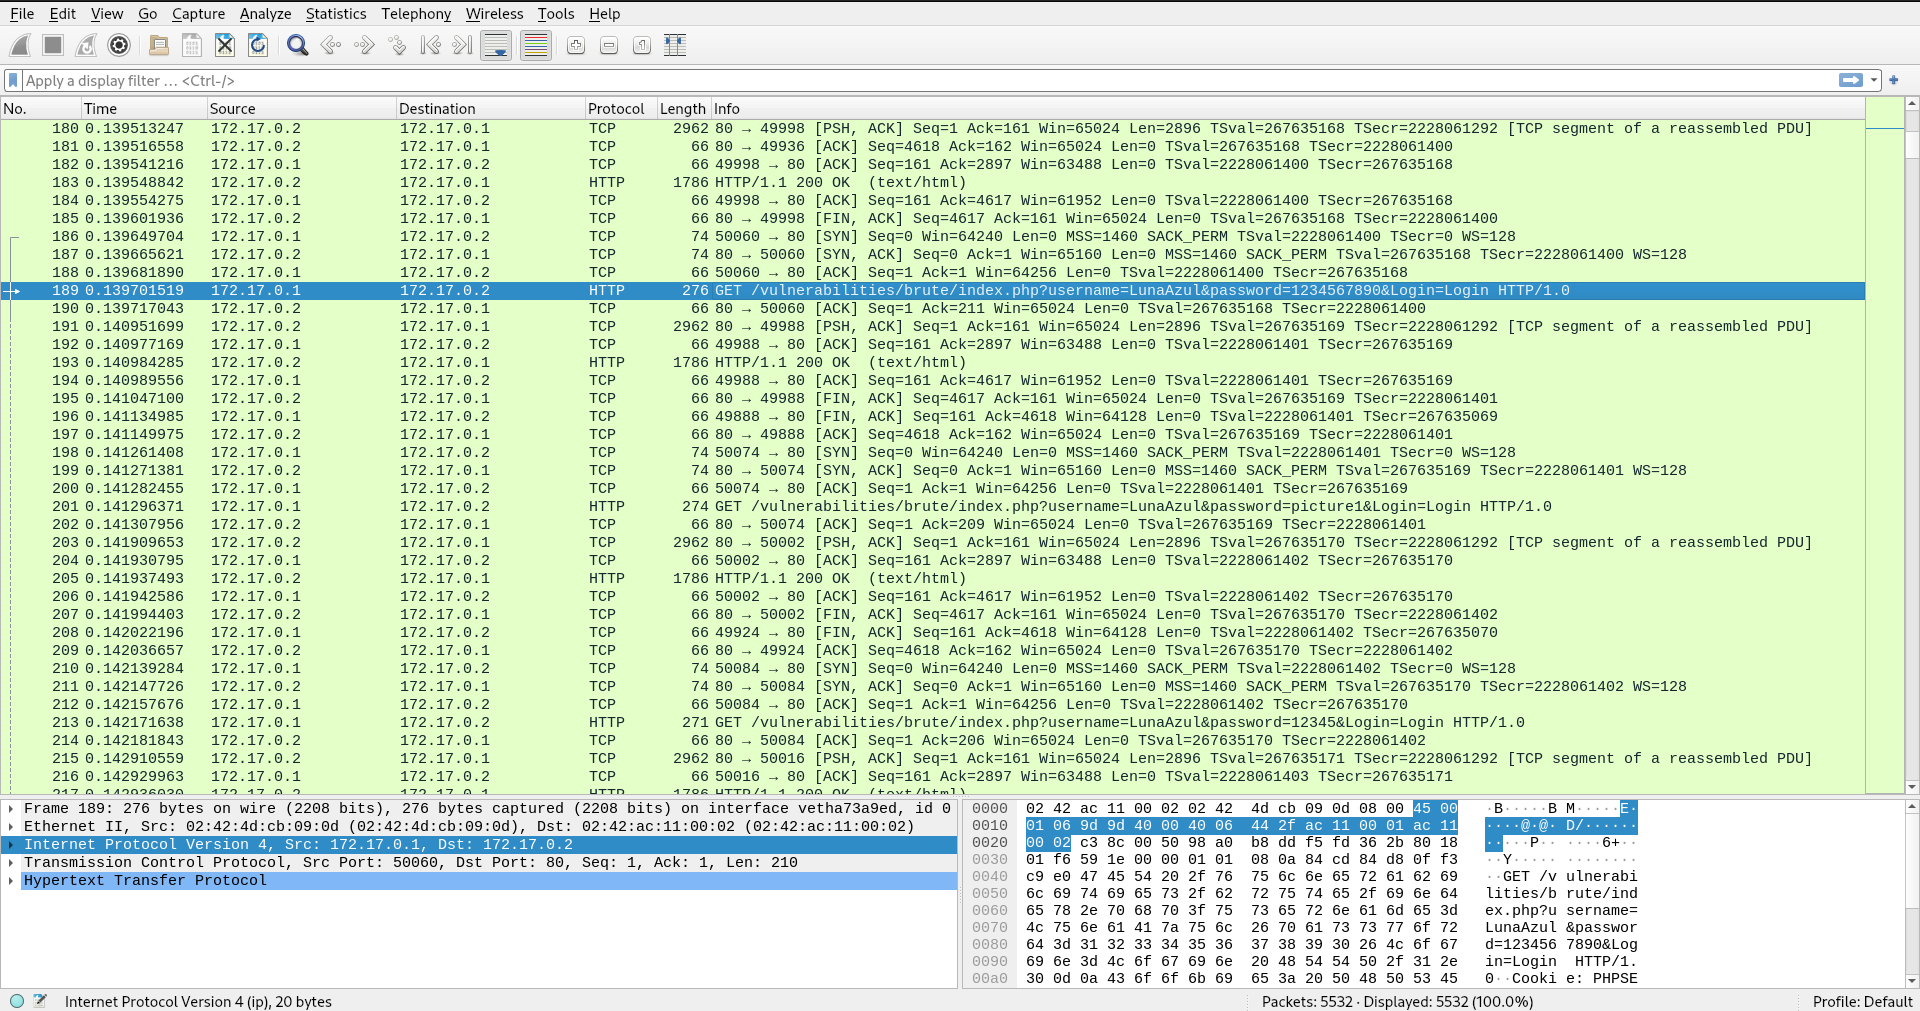 File Edit View Go Capture Analyze Statistics Telephony Wireless Tools Help
Apply a display filter … <Ctrl-/>
No. Time Source Destination Protocol Length Info
180 0.139513247 172.17.0.2 172.17.0.1 TCP 2962 80 → 49998 [PSH, ACK] Seq=1 Ack=161 Win=65024 Len=2896 TSval=267635168 TSecr=2228061292 [TCP segment of a reassembled PDU]
181 0.139516558 172.17.0.2 172.17.0.1 TCP 66 80 → 49936 [ACK] Seq=4618 Ack=162 Win=65024 Len=0 TSval=267635168 TSecr=2228061400
182 0.139541216 172.17.0.1 172.17.0.2 TCP 66 49998 → 80 [ACK] Seq=161 Ack=2897 Win=63488 Len=0 TSval=2228061400 TSecr=267635168
183 0.139548842 172.17.0.2 172.17.0.1 HTTP 1786 HTTP/1.1 200 OK (text/html)
184 0.139554275 172.17.0.1 172.17.0.2 TCP 66 49998 → 80 [ACK] Seq=161 Ack=4617 Win=61952 Len=0 TSval=2228061400 TSecr=267635168
185 0.139601936 172.17.0.2 172.17.0.1 TCP 66 80 → 49998 [FIN, ACK] Seq=4617 Ack=161 Win=65024 Len=0 TSval=267635168 TSecr=2228061400
186 0.139649704 172.17.0.1 172.17.0.2 TCP 74 50060 → 80 [SYN] Seq=0 Win=64240 Len=0 MSS=1460 SACK_PERM TSval=2228061400 TSecr=0 WS=128
187 0.139665621 172.17.0.2 172.17.0.1 TCP 74 80 → 50060 [SYN, ACK] Seq=0 Ack=1 Win=65160 Len=0 MSS=1460 SACK_PERM TSval=267635168 TSecr=2228061400 WS=128
188 0.139681890 172.17.0.1 172.17.0.2 TCP 66 50060 → 80 [ACK] Seq=1 Ack=1 Win=64256 Len=0 TSval=2228061400 TSecr=267635168
189 0.139701519 172.17.0.1 172.17.0.2 HTTP 276 GET /vulnerabilities/brute/index.php?username=LunaAzul&password=1234567890&Login=Login HTTP/1.0
190 0.139717043 172.17.0.2 172.17.0.1 TCP 66 80 → 50060 [ACK] Seq=1 Ack=211 Win=65024 Len=0 TSval=267635168 TSecr=2228061400
191 0.140951699 172.17.0.2 172.17.0.1 TCP 2962 80 → 49988 [PSH, ACK] Seq=1 Ack=161 Win=65024 Len=2896 TSval=267635169 TSecr=2228061292 [TCP segment of a reassembled PDU]
192 0.140977169 172.17.0.1 172.17.0.2 TCP 66 49988 → 80 [ACK] Seq=161 Ack=2897 Win=63488 Len=0 TSval=2228061401 TSecr=267635169
193 0.140984285 172.17.0.2 172.17.0.1 HTTP 1786 HTTP/1.1 200 OK (text/html)
194 0.140989556 172.17.0.1 172.17.0.2 TCP 66 49988 → 80 [ACK] Seq=161 Ack=4617 Win=61952 Len=0 TSval=2228061401 TSecr=267635169
195 0.141047100 172.17.0.2 172.17.0.1 TCP 66 80 → 49988 [FIN, ACK] Seq=4617 Ack=161 Win=65024 Len=0 TSval=267635169 TSecr=2228061401
196 0.141134985 172.17.0.1 172.17.0.2 TCP 66 49888 → 80 [FIN, ACK] Seq=161 Ack=4618 Win=64128 Len=0 TSval=2228061401 TSecr=267635069
197 0.141149975 172.17.0.2 172.17.0.1 TCP 66 80 → 49888 [ACK] Seq=4618 Ack=162 Win=65024 Len=0 TSval=267635169 TSecr=2228061401
198 0.141261408 172.17.0.1 172.17.0.2 TCP 74 50074 → 80 [SYN] Seq=0 Win=64240 Len=0 MSS=1460 SACK_PERM TSval=2228061401 TSecr=0 WS=128
199 0.141271381 172.17.0.2 172.17.0.1 TCP 74 80 → 50074 [SYN, ACK] Seq=0 Ack=1 Win=65160 Len=0 MSS=1460 SACK_PERM TSval=267635169 TSecr=2228061401 WS=128
200 0.141282455 172.17.0.1 172.17.0.2 TCP 66 50074 → 80 [ACK] Seq=1 Ack=1 Win=64256 Len=0 TSval=2228061401 TSecr=267635169
201 0.141296371 172.17.0.1 172.17.0.2 HTTP 274 GET /vulnerabilities/brute/index.php?username=LunaAzul&password=picture1&Login=Login HTTP/1.0
202 0.141307956 172.17.0.2 172.17.0.1 TCP 66 80 → 50074 [ACK] Seq=1 Ack=209 Win=65024 Len=0 TSval=267635169 TSecr=2228061401
203 0.141909653 172.17.0.2 172.17.0.1 TCP 2962 80 → 50002 [PSH, ACK] Seq=1 Ack=161 Win=65024 Len=2896 TSval=267635170 TSecr=2228061292 [TCP segment of a reassembled PDU]
204 0.141930795 172.17.0.1 172.17.0.2 TCP 66 50002 → 80 [ACK] Seq=161 Ack=2897 Win=63488 Len=0 TSval=2228061402 TSecr=267635170
205 0.141937493 172.17.0.2 172.17.0.1 HTTP 1786 HTTP/1.1 200 OK (text/html)
206 0.141942586 172.17.0.1 172.17.0.2 TCP 66 50002 → 80 [ACK] Seq=161 Ack=4617 Win=61952 Len=0 TSval=2228061402 TSecr=267635170
207 0.141994403 172.17.0.2 172.17.0.1 TCP 66 80 → 50002 [FIN, ACK] Seq=4617 Ack=161 Win=65024 Len=0 TSval=267635170 TSecr=2228061402
208 0.142022196 172.17.0.1 172.17.0.2 TCP 66 49924 → 80 [FIN, ACK] Seq=161 Ack=4618 Win=64128 Len=0 TSval=2228061402 TSecr=267635070
209 0.142036657 172.17.0.2 172.17.0.1 TCP 66 80 → 49924 [ACK] Seq=4618 Ack=162 Win=65024 Len=0 TSval=267635170 TSecr=2228061402
210 0.142139284 172.17.0.1 172.17.0.2 TCP 74 50084 → 80 [SYN] Seq=0 Win=64240 Len=0 MSS=1460 SACK_PERM TSval=2228061402 TSecr=0 WS=128
211 0.142147726 172.17.0.2 172.17.0.1 TCP 74 80 → 50084 [SYN, ACK] Seq=0 Ack=1 Win=65160 Len=0 MSS=1460 SACK_PERM TSval=267635170 TSecr=2228061402 WS=128
212 0.142157676 172.17.0.1 172.17.0.2 TCP 66 50084 → 80 [ACK] Seq=1 Ack=1 Win=64256 Len=0 TSval=2228061402 TSecr=267635170
213 0.142171638 172.17.0.1 172.17.0.2 HTTP 271 GET /vulnerabilities/brute/index.php?username=LunaAzul&password=12345&Login=Login HTTP/1.0
214 0.142181843 172.17.0.2 172.17.0.1 TCP 66 80 → 50084 [ACK] Seq=1 Ack=206 Win=65024 Len=0 TSval=267635170 TSecr=2228061402
215 0.142910559 172.17.0.2 172.17.0.1 TCP 2962 80 → 50016 [PSH, ACK] Seq=1 Ack=161 Win=65024 Len=2896 TSval=267635171 TSecr=2228061292 [TCP segment of a reassembled PDU]
216 0.142929963 172.17.0.1 172.17.0.2 TCP 66 50016 → 80 [ACK] Seq=161 Ack=2897 Win=63488 Len=0 TSval=2228061403 TSecr=267635171
Frame 189: 276 bytes on wire (2208 bits), 276 bytes captured (2208 bits) on interface vetha73a9ed, id 0
Ethernet II, Src: 02:42:4d:cb:09:0d (02:42:4d:cb:09:0d), Dst: 02:42:ac:11:00:02 (02:42:ac:11:00:02)
Internet Protocol Version 4, Src: 172.17.0.1, Dst: 172.17.0.2
Transmission Control Protocol, Src Port: 50060, Dst Port: 80, Seq: 1, Ack: 1, Len: 210
Hypertext Transfer Protocol
0000 02 42 ac 11 00 02 02 42 4d cb 09 0d 08 00 45 00 ·B·····B M·····E·
0010 01 06 9d 9d 40 00 40 06 44 2f ac 11 00 01 ac 11 ····@·@· D/······
0020 00 02 c3 8c 00 50 98 a0 b8 dd f5 fd 36 2b 80 18 ·····P·· ····6+··
0030 01 f6 59 1e 00 00 01 01 08 0a 84 cd 84 d8 0f f3 ··Y····· ········
0040 c9 e0 47 45 54 20 2f 76 75 6c 6e 65 72 61 62 69 ··GET /v ulnerabi
0050 6c 69 74 69 65 73 2f 62 72 75 74 65 2f 69 6e 64 lities/b rute/ind
0060 65 78 2e 70 68 70 3f 75 73 65 72 6e 61 6d 65 3d ex.php?u sername=
0070 4c 75 6e 61 41 7a 75 6c 26 70 61 73 73 77 6f 72 LunaAzul &passwor
0080 64 3d 31 32 33 34 35 36 37 38 39 30 26 4c 6f 67 d=123456 7890&Log
0090 69 6e 3d 4c 6f 67 69 6e 20 48 54 54 50 2f 31 2e in=Login HTTP/1.
00a0 30 0d 0a 43 6f 6f 6b 69 65 3a 20 50 48 50 53 45 0··Cooki e: PHPSE
Internet Protocol Version 4 (ip), 20 bytes
Packets: 5532 · Displayed: 5532 (100.0%)
Profile: Default